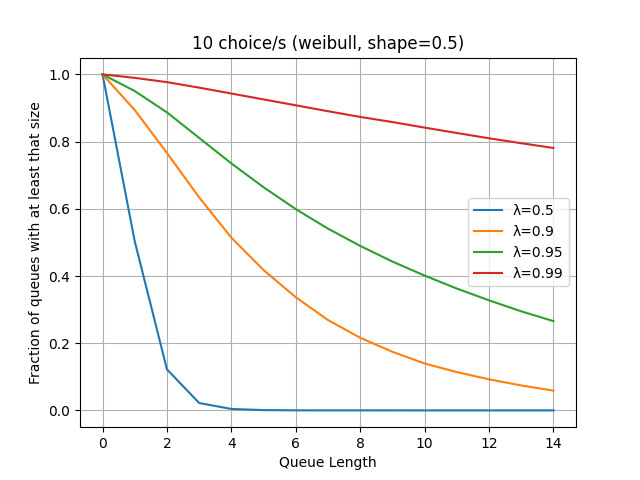 10 choice/s (weibull, shape=0.5)
Fraction of queues with at least that size
1.0
0.8
0.6
0.4
0.2
0.0
λ=0.5
λ=0.9
λ=0.95
λ=0.99
0 2 4 6 8 10 12 14
Queue Length